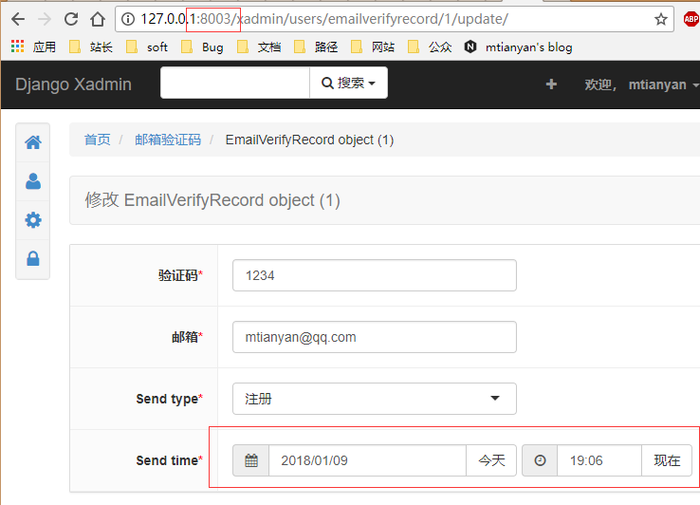 127.0.0.1:8003/xadmin/users/emailverifyrecord/1/update/
ABP
应用 站长 soft Bug 文档 路径 网站 公众 N mtianyan's blog
Django Xadmin 搜索 + 欢迎， mtianyan
首页 / 邮箱验证码 / EmailVerifyRecord object (1)
修改 EmailVerifyRecord object (1)
验证码* 1234
邮箱* mtianyan@qq.com
Send type* 注册
Send time* 2018/01/09 今天 19:06 现在